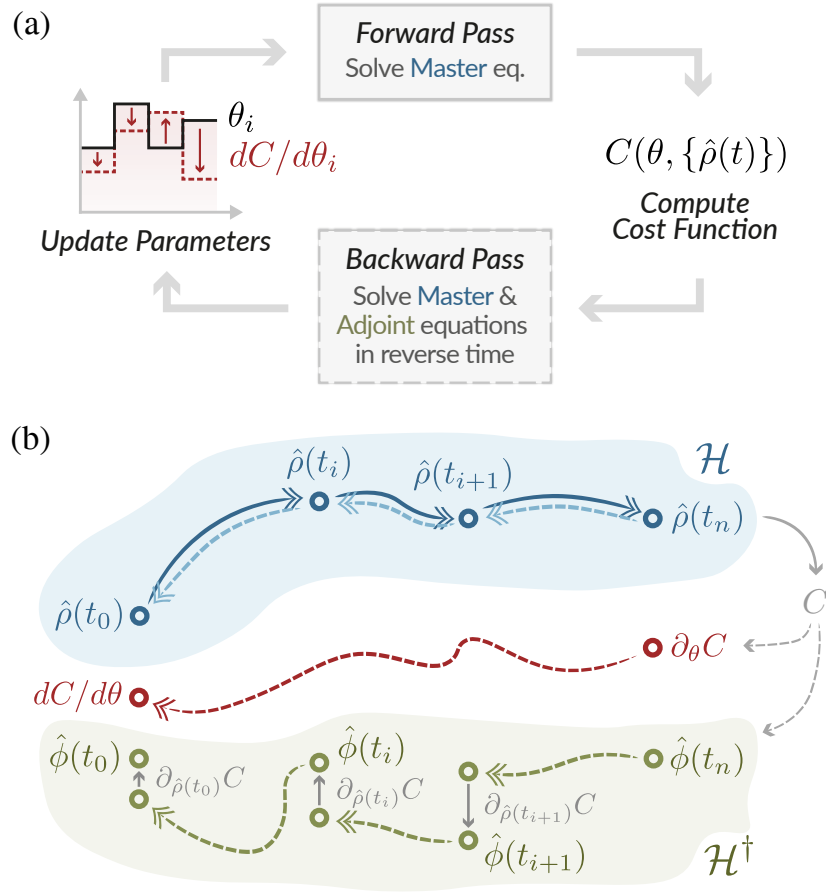 (a)
Forward Pass
Solve Master eq.
θ_i
dC/dθ_i
C(θ, {ρ̂(t)})
Compute
Cost Function
Update Parameters
Backward Pass
Solve Master &
Adjoint equations
in reverse time
(b)
ℋ
ρ̂(t_i)
ρ̂(t_{i+1})
ρ̂(t_n)
ρ̂(t_0)
C
∂_θC
dC/dθ
ϕ̂(t_0)
∂_{ρ̂(t_0)}C
ϕ̂(t_i)
∂_{ρ̂(t_i)}C
∂_{ρ̂(t_{i+1})}C
ϕ̂(t_n)
ϕ̂(t_{i+1})
ℋ†